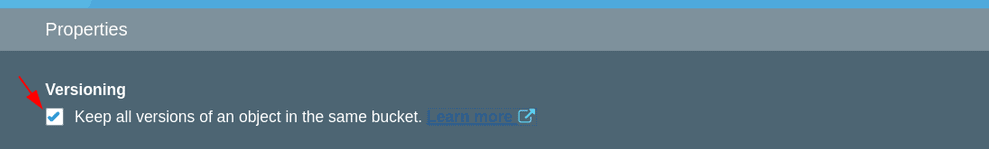 Properties
Versioning
Keep all versions of an object in the same bucket. Learn more